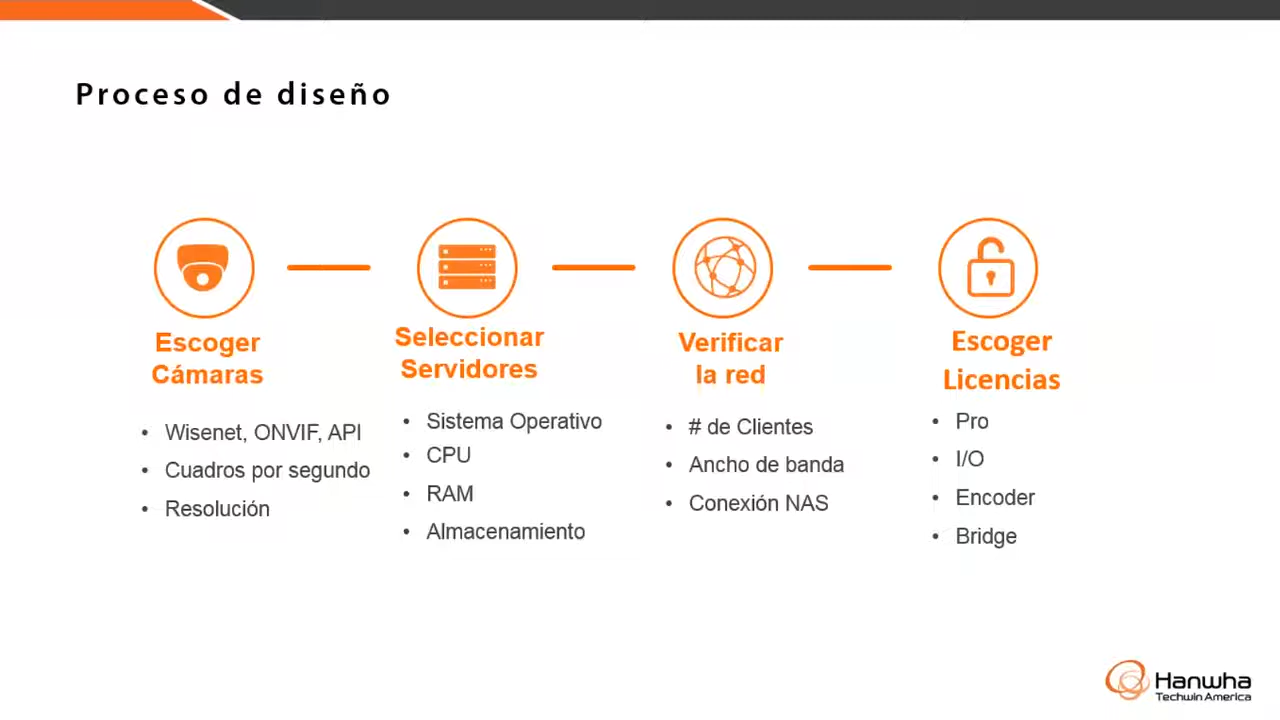 Proceso de diseño
Escoger
Cámaras
• Wisenet, ONVIF, API
• Cuadros por segundo
• Resolución
Seleccionar
Servidores
• Sistema Operativo
• CPU
• RAM
• Almacenamiento
Verificar
la red
• # de Clientes
• Ancho de banda
• Conexión NAS
Escoger
Licencias
• Pro
• I/O
• Encoder
• Bridge
Hanwha
Techwin America